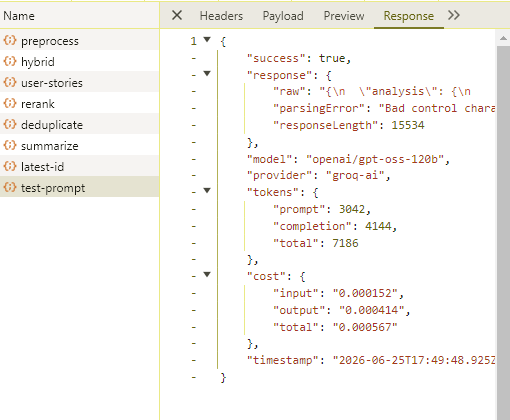 Name
Headers Payload Preview Response
preprocess
hybrid
user-stories
rerank
deduplicate
summarize
latest-id
test-prompt
1 {
- "success": true,
- "response": {
- "raw": "{\n \"analysis\": {\n
- "parsingError": "Bad control chara
- "responseLength": 15534
- },
- "model": "openai/gpt-oss-120b",
- "provider": "groq-ai",
- "tokens": {
- "prompt": 3042,
- "completion": 4144,
- "total": 7186
- },
- "cost": {
- "input": "0.000152",
- "output": "0.000414",
- "total": "0.000567"
- },
- "timestamp": "2026-06-25T17:49:48.925Z
- }